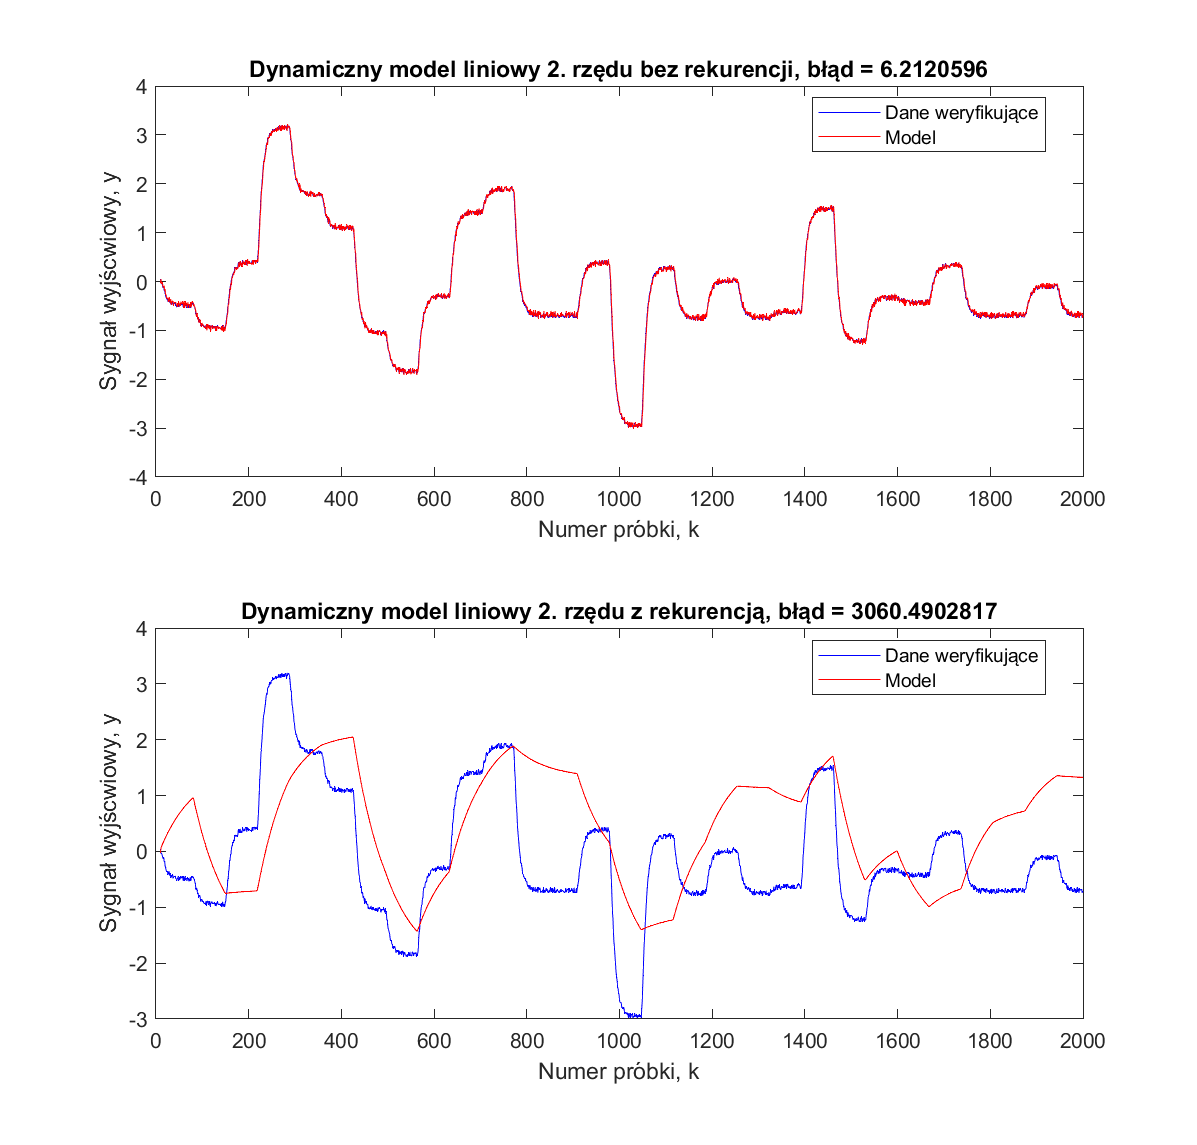 Dynamiczny model liniowy 2. rzędu bez rekurencji, błąd = 6.2120596
4
3
2
1
0
-1
-2
-3
-4
Sygnał wyjścwiowy, y
Dane weryfikujące
Model
0 200 400 600 800 1000 1200 1400 1600 1800 2000
Numer próbki, k
Dynamiczny model liniowy 2. rzędu z rekurencją, błąd = 3060.4902817
4
3
2
1
0
-1
-2
-3
Sygnał wyjścwiowy, y
Dane weryfikujące
Model
0 200 400 600 800 1000 1200 1400 1600 1800 2000
Numer próbki, k